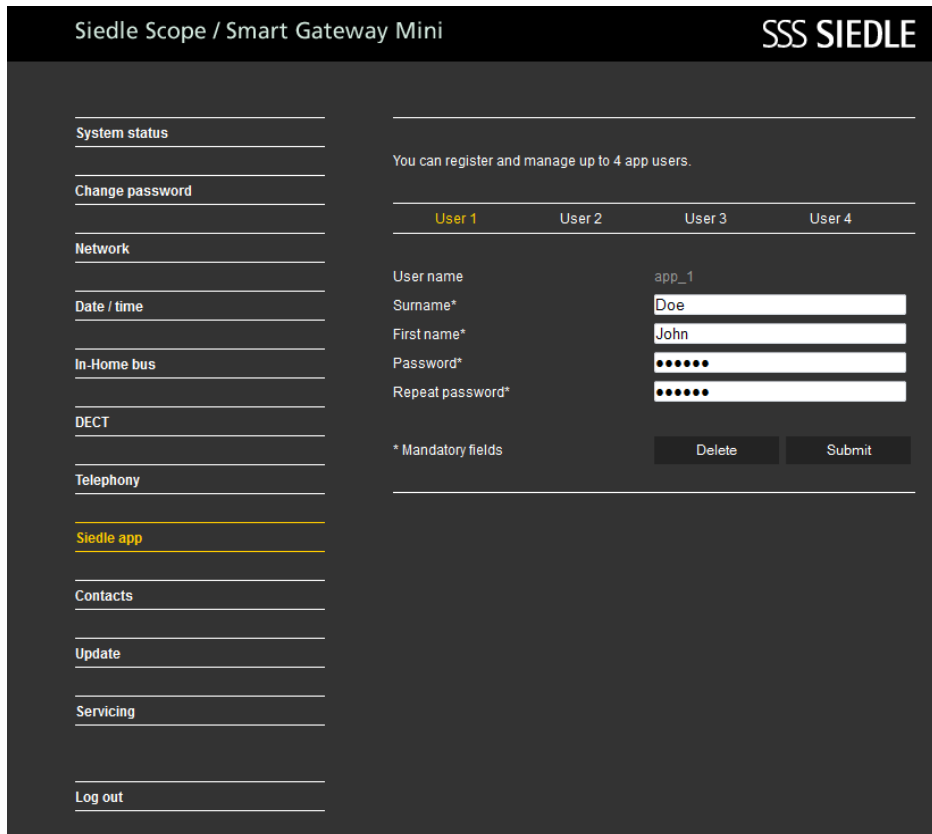 Siedle Scope / Smart Gateway Mini
SSS SIEDLE
System status
Change password
Network
Date / time
In-Home bus
DECT
Telephony
Siedle app
Contacts
Update
Servicing
Log out
You can register and manage up to 4 app users.
User 1 User 2 User 3 User 4
User name app_1
Surname* Doe
First name* John
Password* ●●●●●●
Repeat password* ●●●●●●
* Mandatory fields Delete Submit